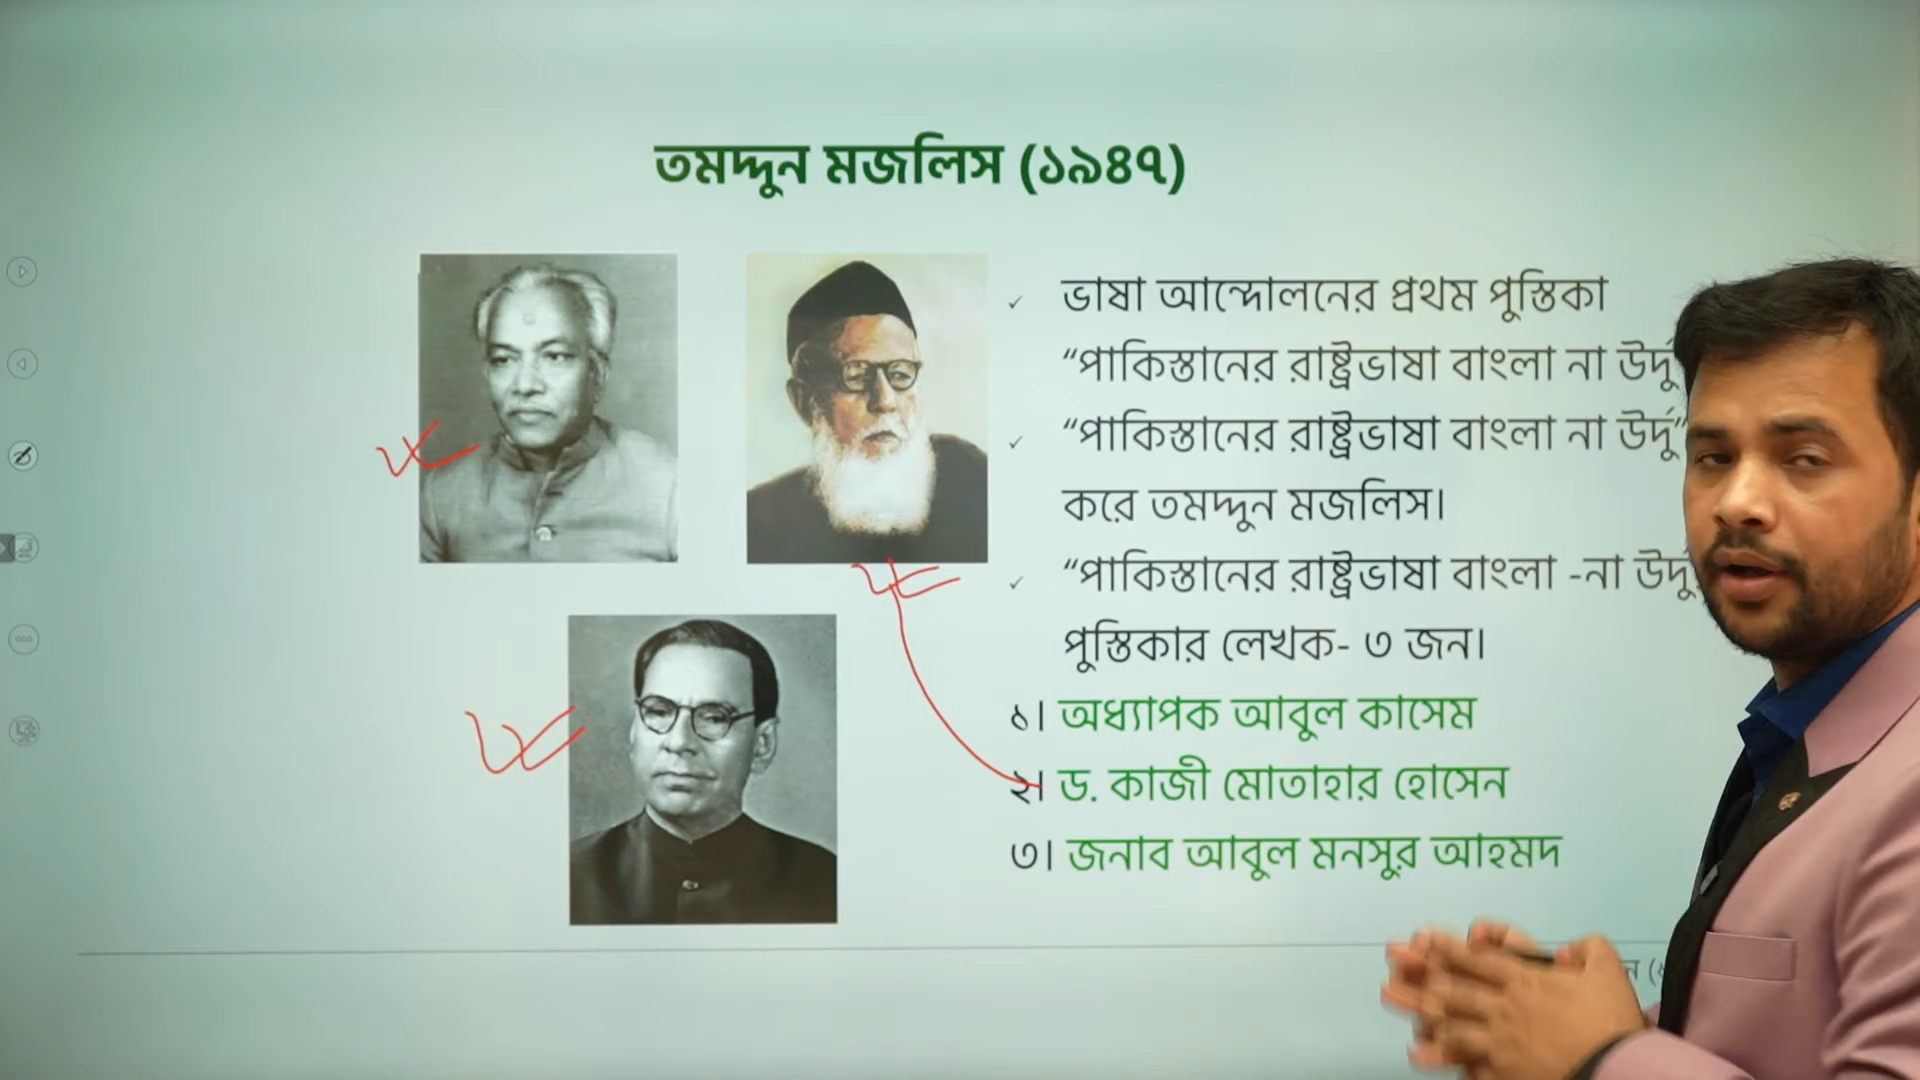 তমদ্দুন মজলিস (১৯৪৭)
ভাষা আন্দোলনের প্রথম পুস্তিকা
“পাকিস্তানের রাষ্ট্রভাষা বাংলা না উর্দু
“পাকিস্তানের রাষ্ট্রভাষা বাংলা না উর্দু”
করে তমদ্দুন মজলিস।
“পাকিস্তানের রাষ্ট্রভাষা বাংলা -না উর্দু
পুস্তিকার লেখক- ৩ জন।
১। অধ্যাপক আবুল কাসেম
২। ড. কাজী মোতাহার হোসেন
৩। জনাব আবুল মনসুর আহমদ